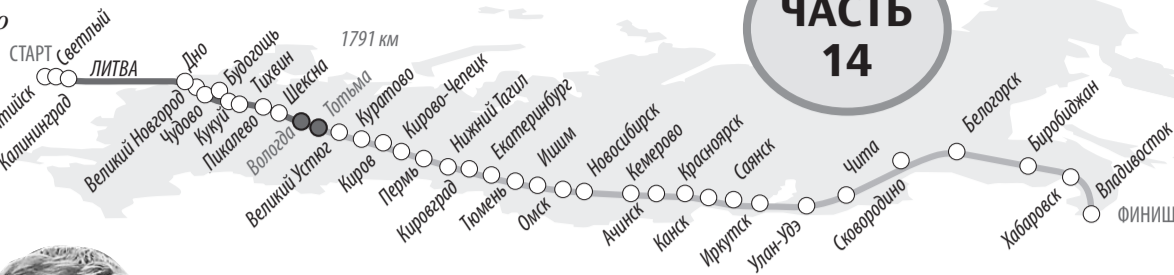 ЧАСТЬ
14
1791 км
СТАРТ
Светлый
Калининград
ЛИТВА
Дно
Великий Новгород
Чудово
Будогощь
Кукуй
Тихвин
Пикалево
Шексна
Вологда
Тотьма
Великий Устюг
Куратово
Киров
Кирово-Чепецк
Пермь
Нижний Тагил
Кировград
Екатеринбург
Тюмень
Ишим
Омск
Новосибирск
Ачинск
Кемерово
Канск
Красноярск
Иркутск
Саянск
Улан-Удэ
Чита
Сковородино
Белогорск
Биробиджан
Хабаровск
Владивосток
ФИНИШ